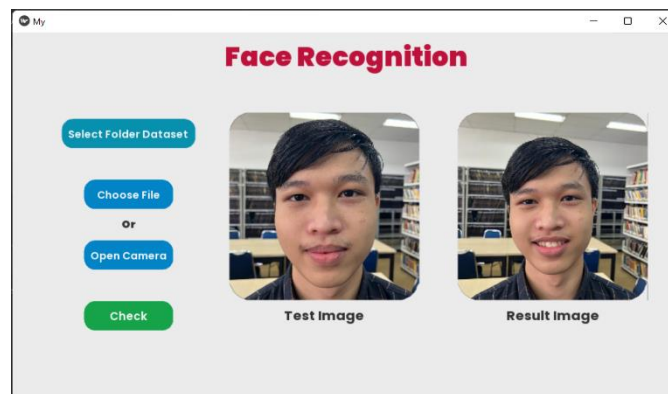 My
Face Recognition
Select Folder Dataset
Choose File
Or
Open Camera
Check
Test Image
Result Image